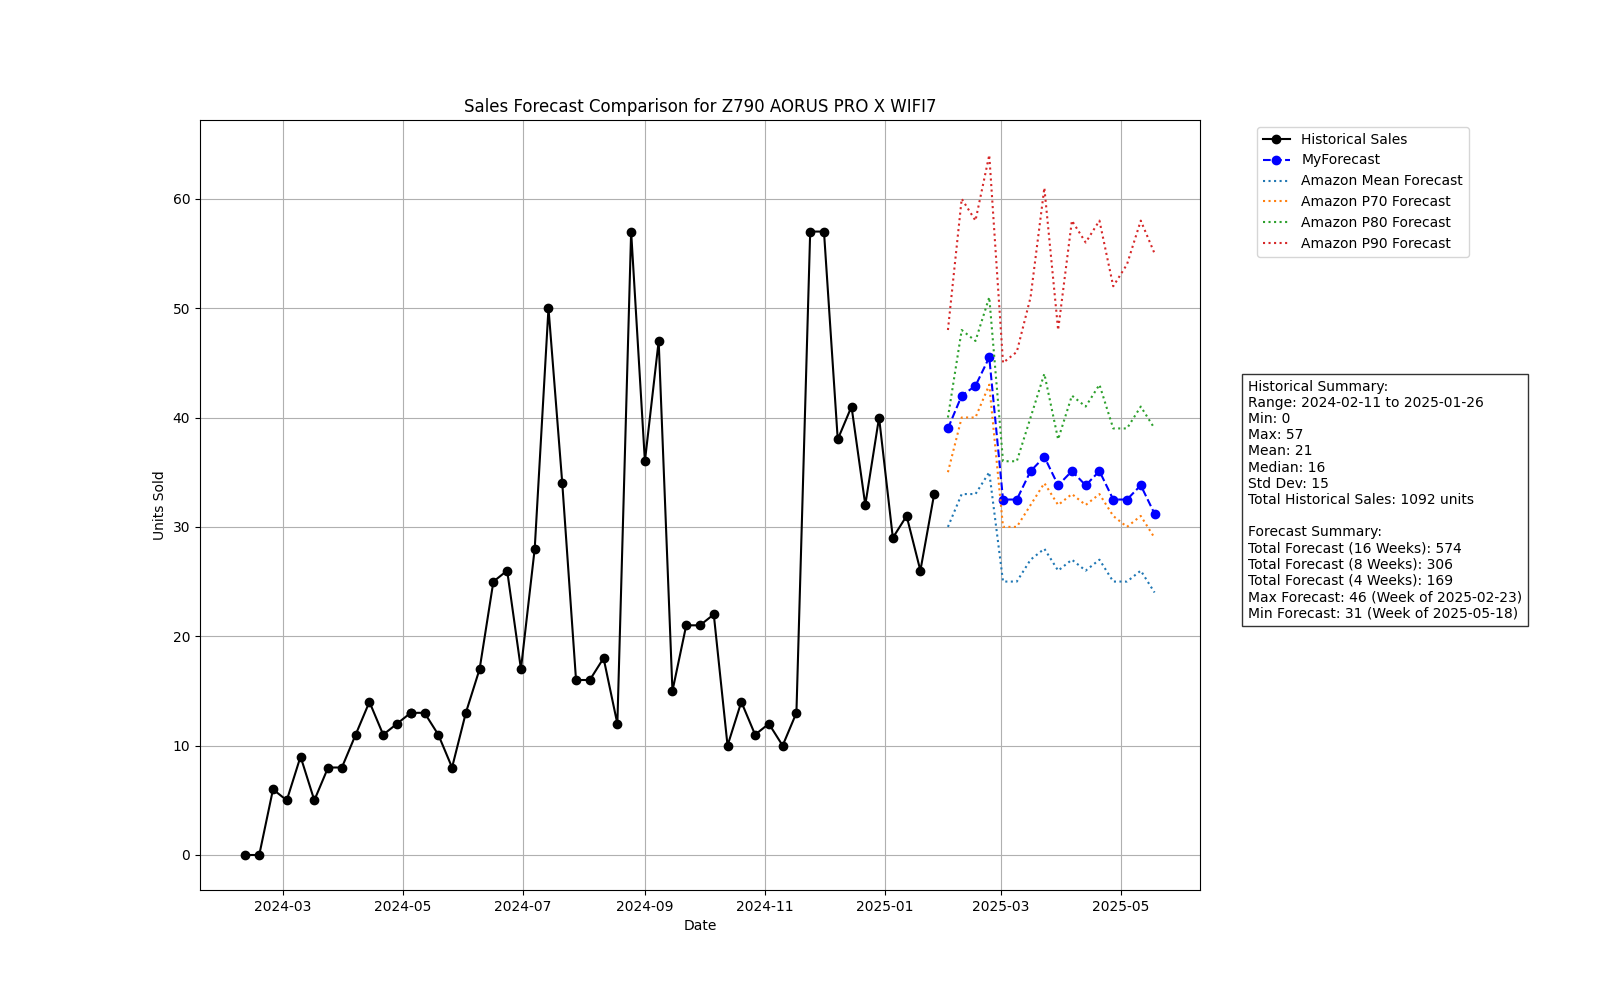 Sales Forecast Comparison for Z790 AORUS PRO X WIFI7
Units Sold
60
50
40
30
20
10
0
2024-03
2024-05
2024-07
2024-09
2024-11
2025-01
2025-03
2025-05
Date
Historical Sales
MyForecast
Amazon Mean Forecast
Amazon P70 Forecast
Amazon P80 Forecast
Amazon P90 Forecast
Historical Summary:
Range: 2024-02-11 to 2025-01-26
Min: 0
Max: 57
Mean: 21
Median: 16
Std Dev: 15
Total Historical Sales: 1092 units
Forecast Summary:
Total Forecast (16 Weeks): 574
Total Forecast (8 Weeks): 306
Total Forecast (4 Weeks): 169
Max Forecast: 46 (Week of 2025-02-23)
Min Forecast: 31 (Week of 2025-05-18)